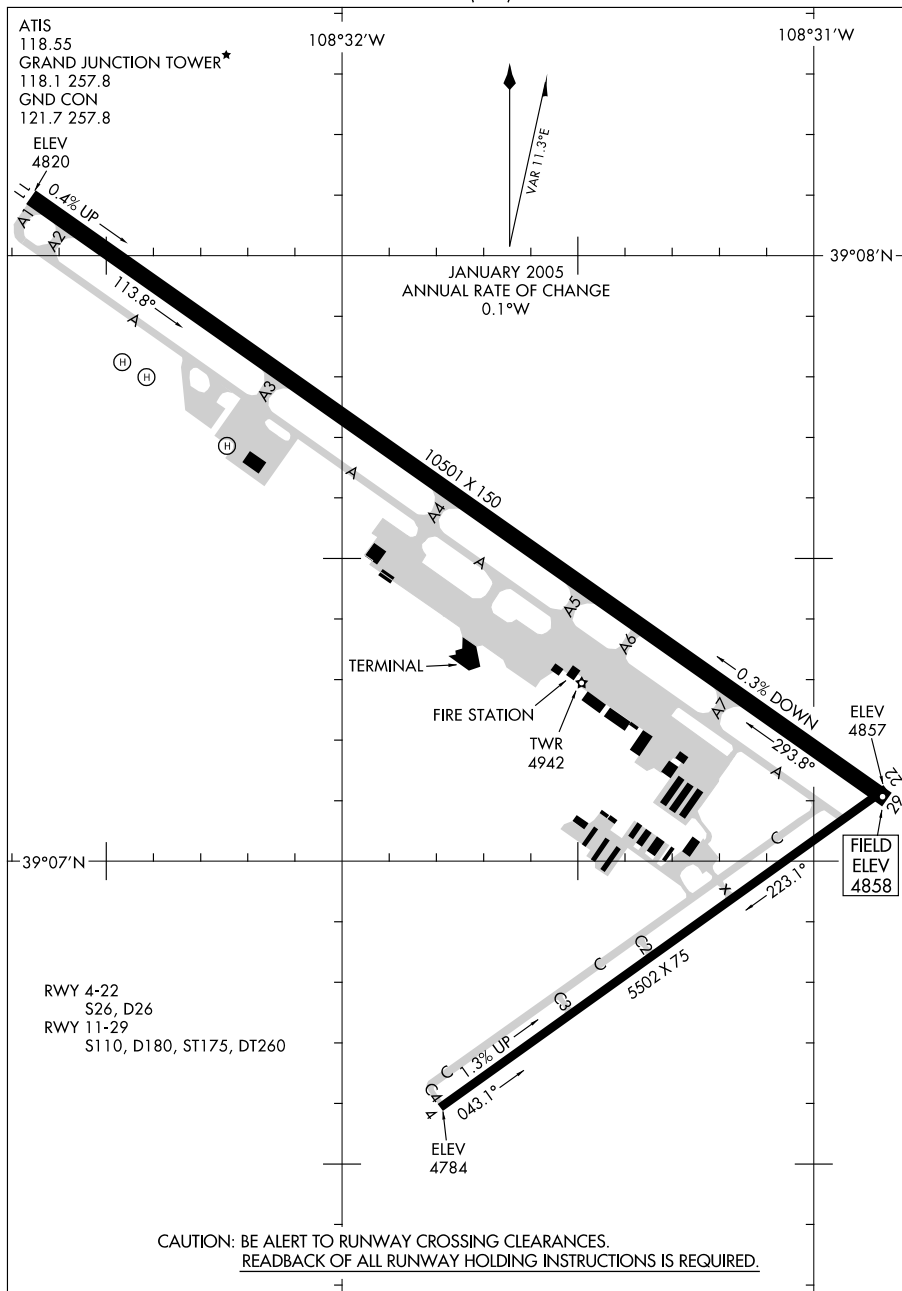 ATIS
118.55
GRAND JUNCTION TOWER★
118.1 257.8
GND CON
121.7 257.8
108°32'W
108°31'W
ELEV
4820
VAR 11.3°E
11
A1
A2
0.4% UP
113.8°
39°08'N
JANUARY 2005
ANNUAL RATE OF CHANGE
0.1°W
A
H
H
A3
H
A
10501 X 150
A4
A
A5
A6
TERMINAL
FIRE STATION
TWR
4942
A7
0.3% DOWN
293.8°
A
ELEV
4857
22
29
FIELD
ELEV
4858
39°07'N
C
X
223.1°
C2
C
5502 X 75
C3
RWY 4-22
S26, D26
RWY 11-29
S110, D180, ST175, DT260
1.3% UP
C
C4
4
043.1°
ELEV
4784
CAUTION: BE ALERT TO RUNWAY CROSSING CLEARANCES.
READBACK OF ALL RUNWAY HOLDING INSTRUCTIONS IS REQUIRED.